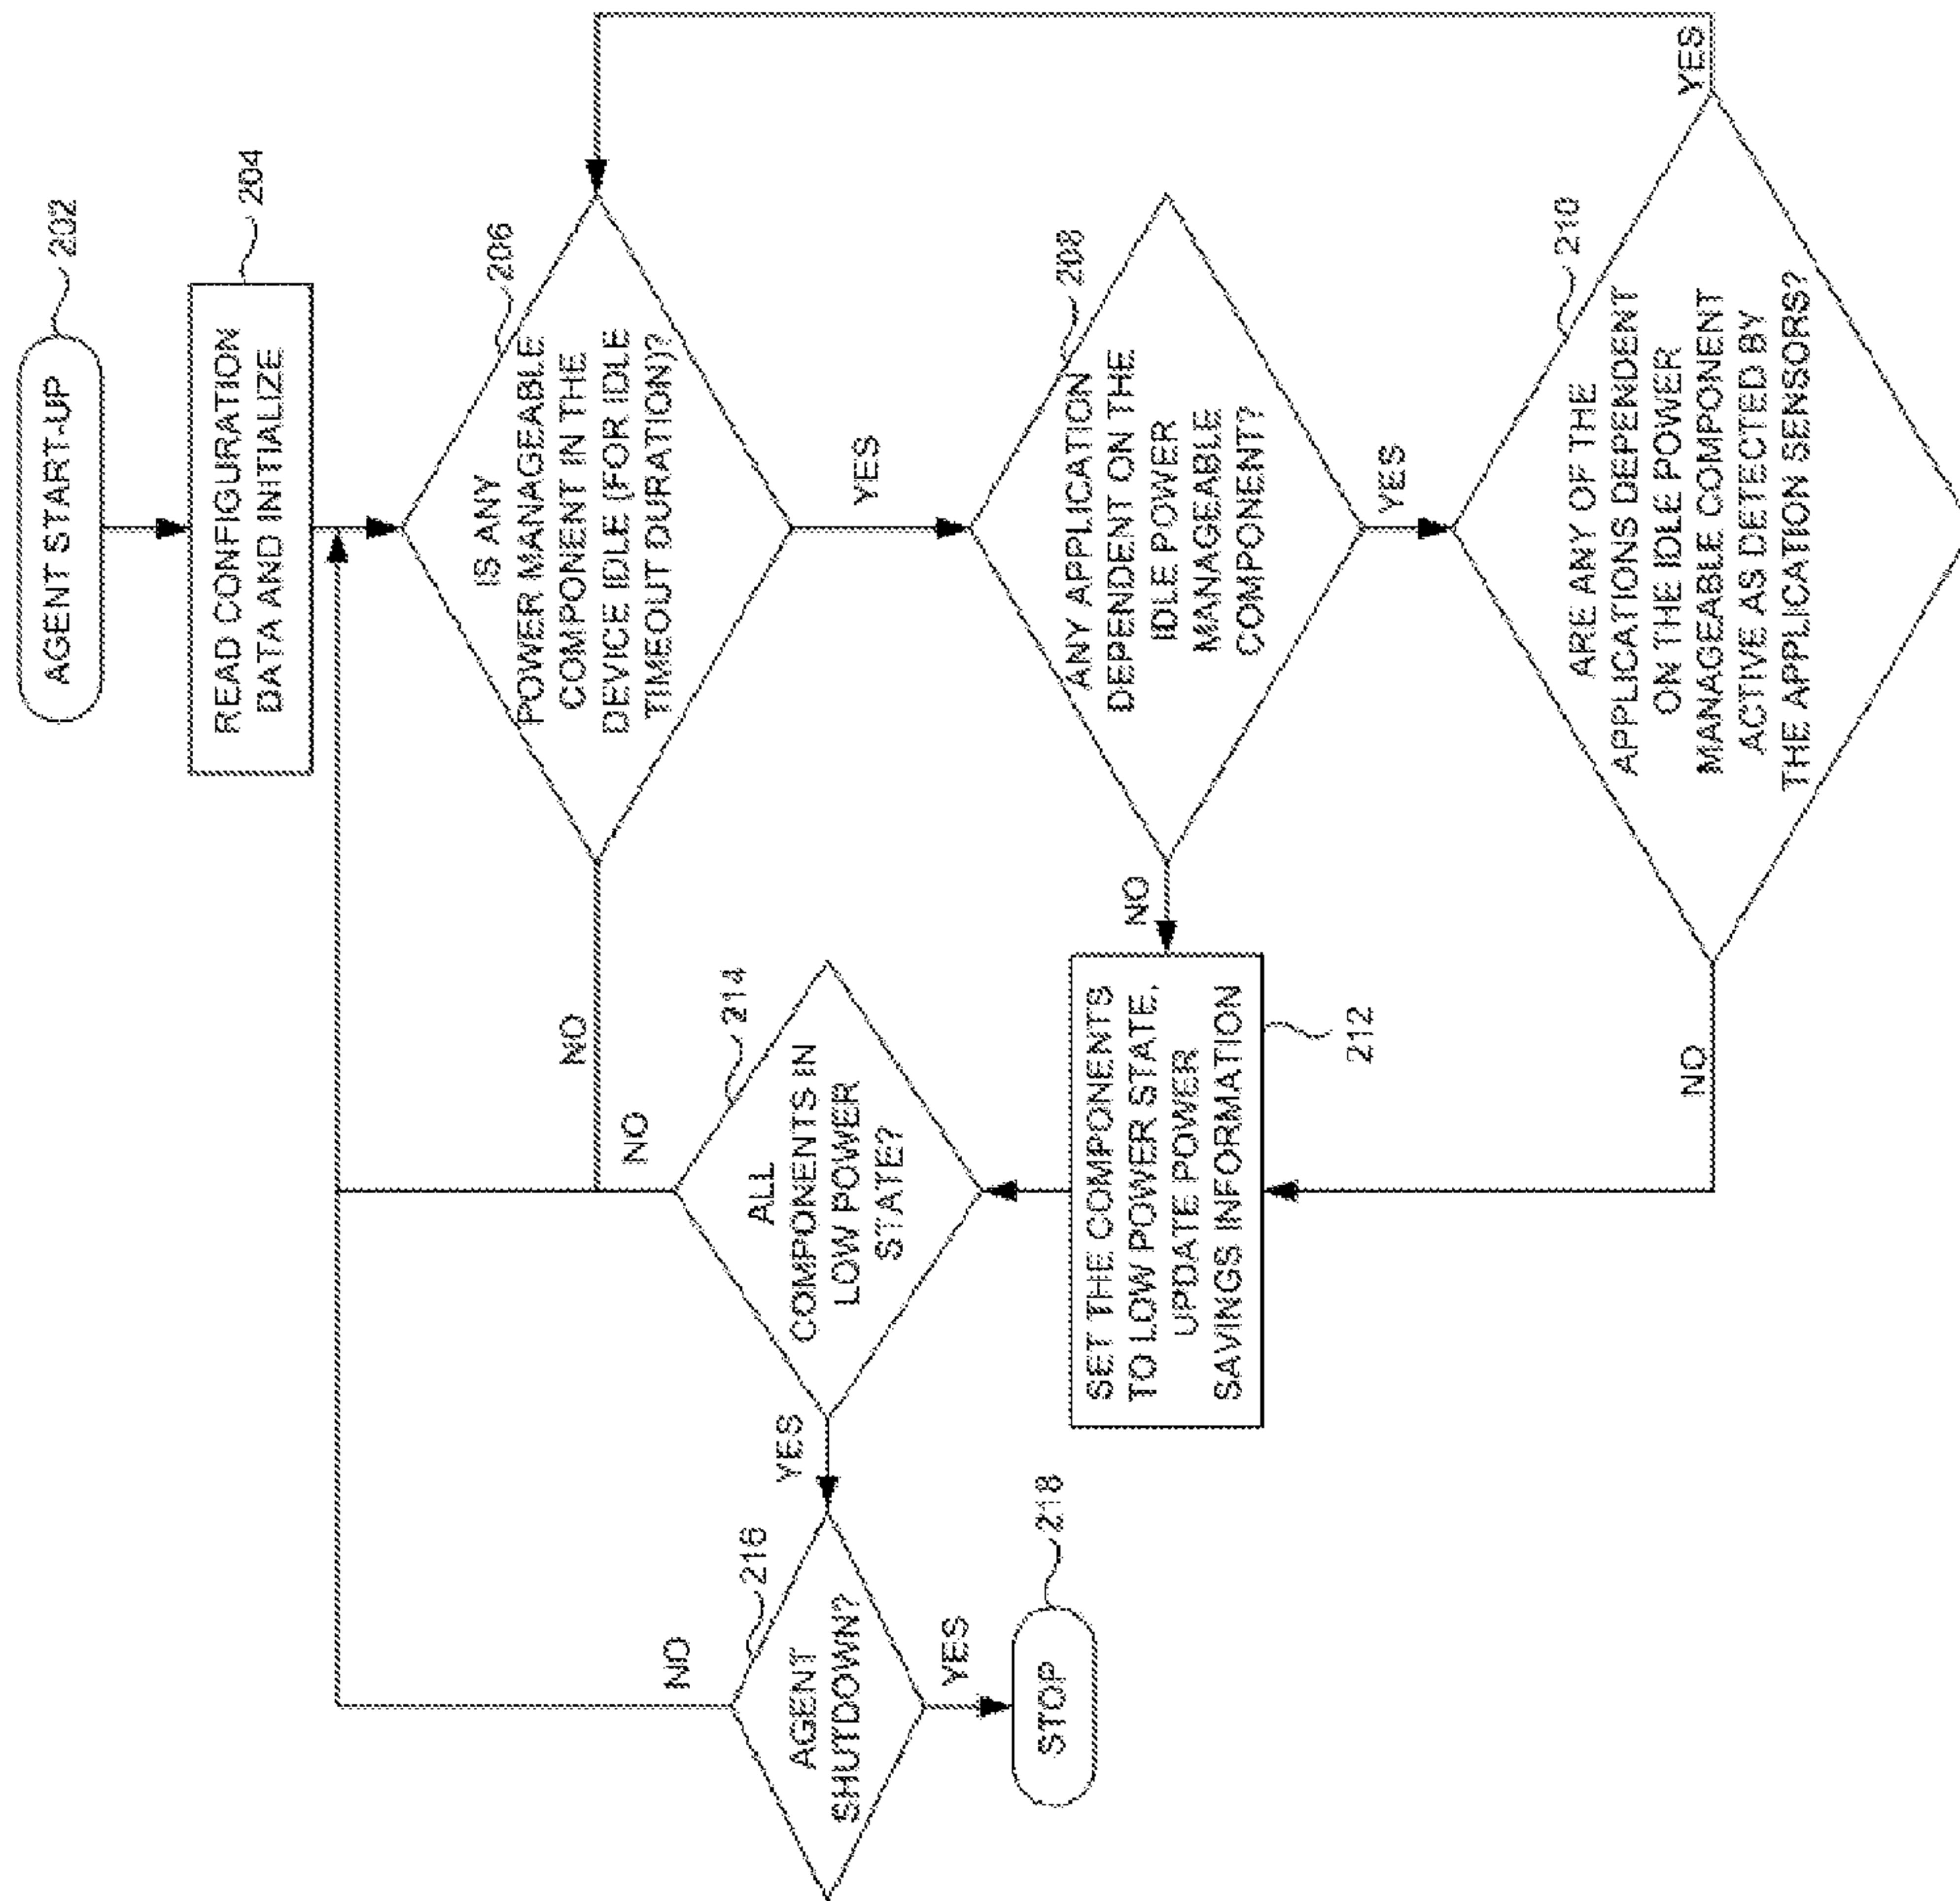 AGENT START-UP
202
READ CONFIGURATION
DATA AND INITIALIZE
204
IS ANY
POWER MANAGEABLE
COMPONENT IN THE
DEVICE IDLE (FOR IDLE
TIMEOUT DURATION)?
206
YES
NO
ANY APPLICATION
DEPENDENT ON THE
IDLE POWER
MANAGEABLE
COMPONENT?
208
YES
NO
ARE ANY OF THE
APPLICATIONS DEPENDENT
ON THE IDLE POWER
MANAGEABLE COMPONENT
ACTIVE AS DETECTED BY
THE APPLICATION SENSORS?
210
YES
NO
SET THE COMPONENTS
TO LOW POWER STATE,
UPDATE POWER
SAVINGS INFORMATION
212
ALL
COMPONENTS IN
LOW POWER
STATE?
214
NO
YES
AGENT
SHUTDOWN?
216
NO
YES
STOP
218